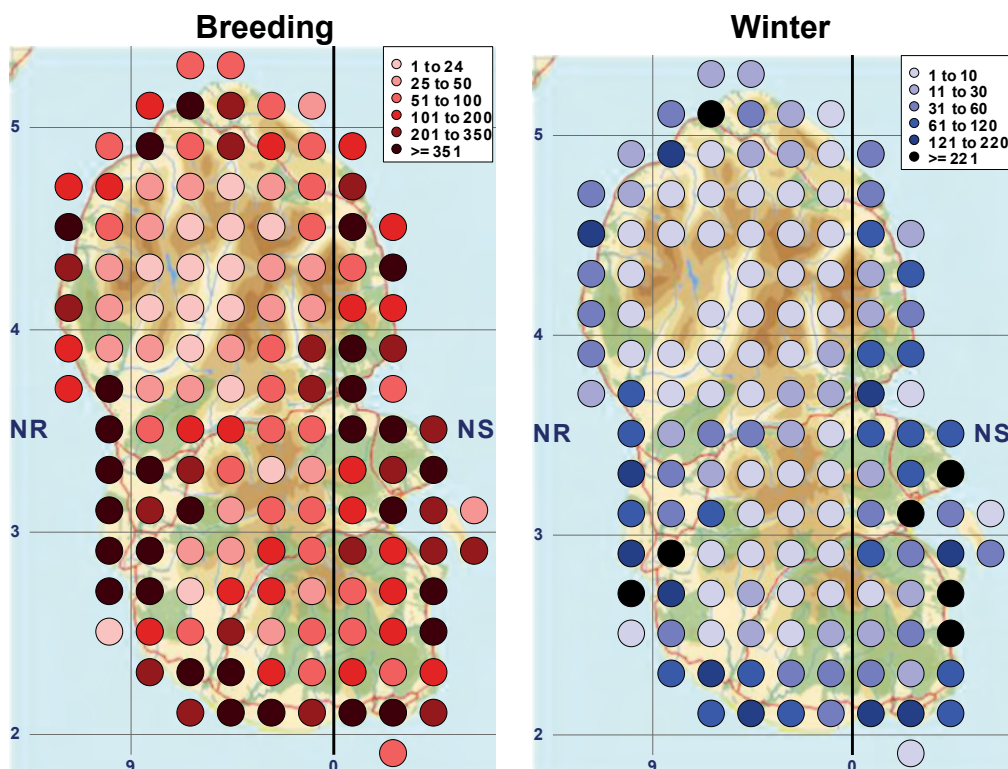 Breeding
1 to 24
25 to 50
51 to 100
101 to 200
201 to 350
>= 351
5
4
NR
NS
3
2
9
0
Winter
1 to 10
11 to 30
31 to 60
61 to 120
121 to 220
>= 221
5
4
NR
NS
3
2
9
0